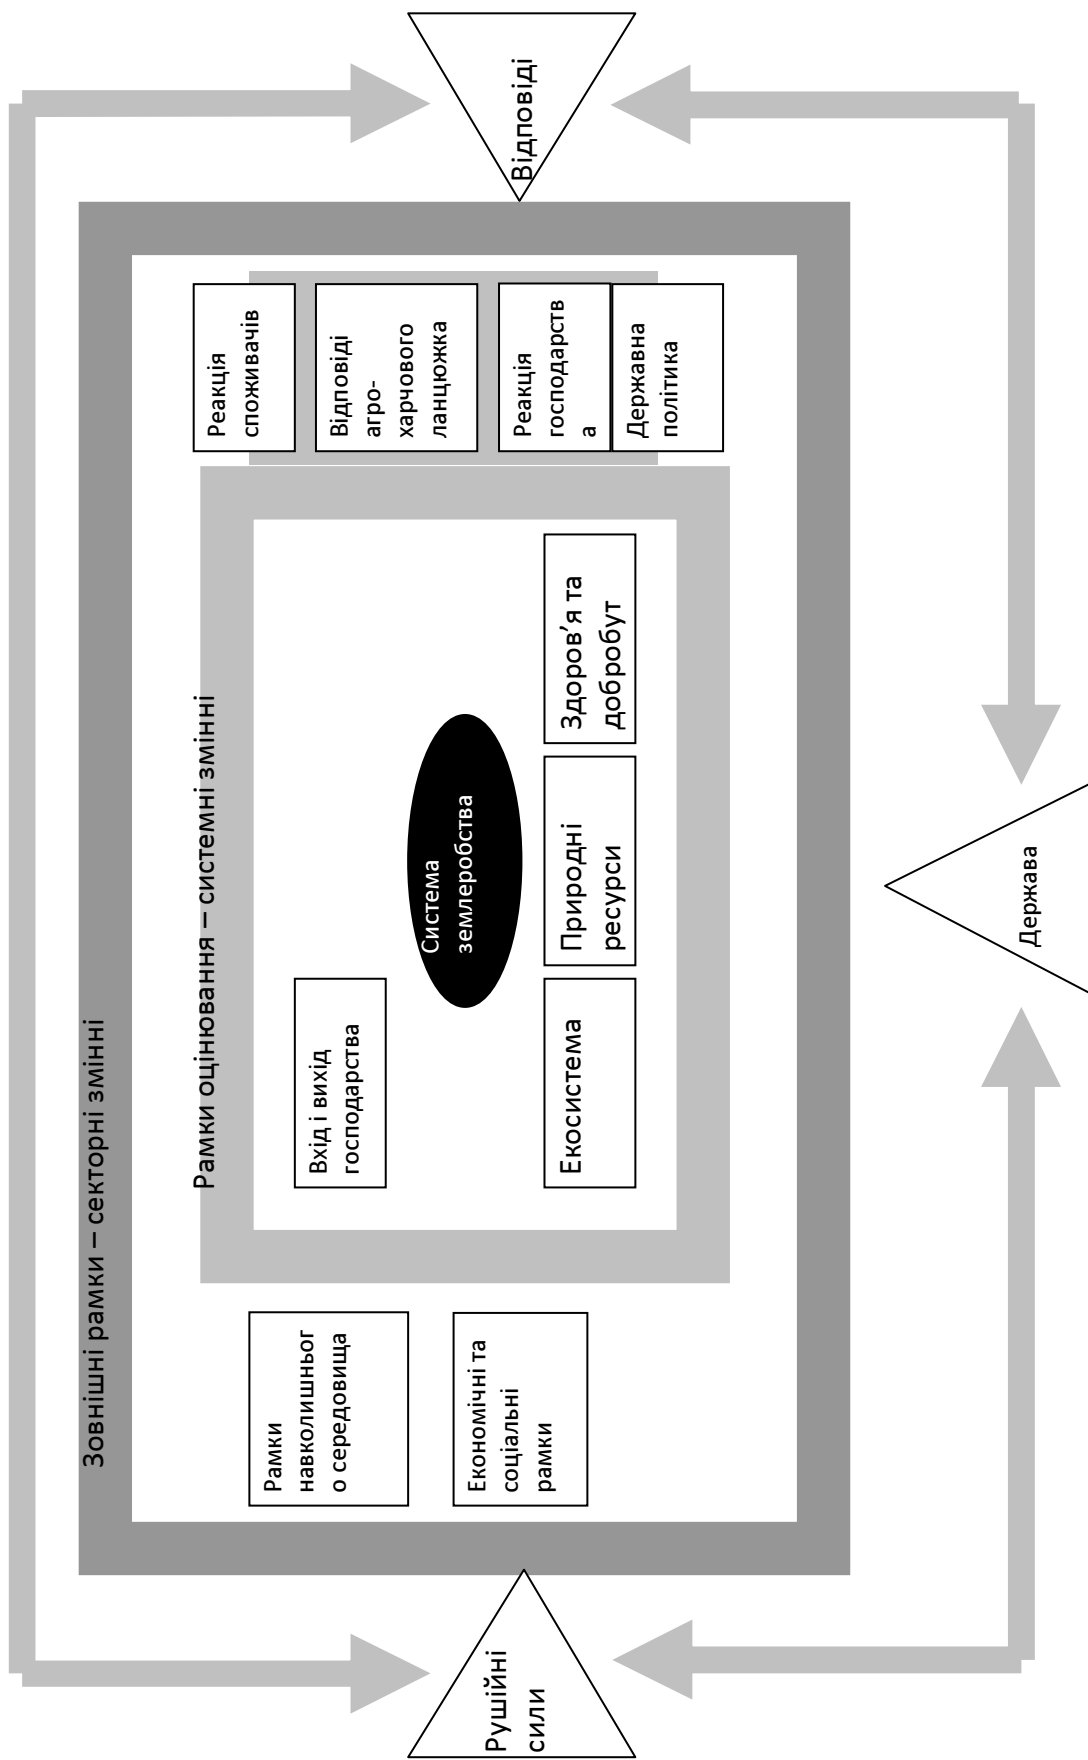 Зовнішні рамки – секторні змінні
Рамки оцінювання – системні змінні
Рушійні
сили
Рамки
навколишньог
о середовища
Економічні та
соціальні
рамки
Вхід і вихід
господарства
Система
землеробства
Екосистема
Природні
ресурси
Здоров’я та
добробут
Реакція
споживачів
Відповіді
агро-
харчового
ланцюжка
Реакція
господарств
а
Державна
політика
Відповіді
Держава